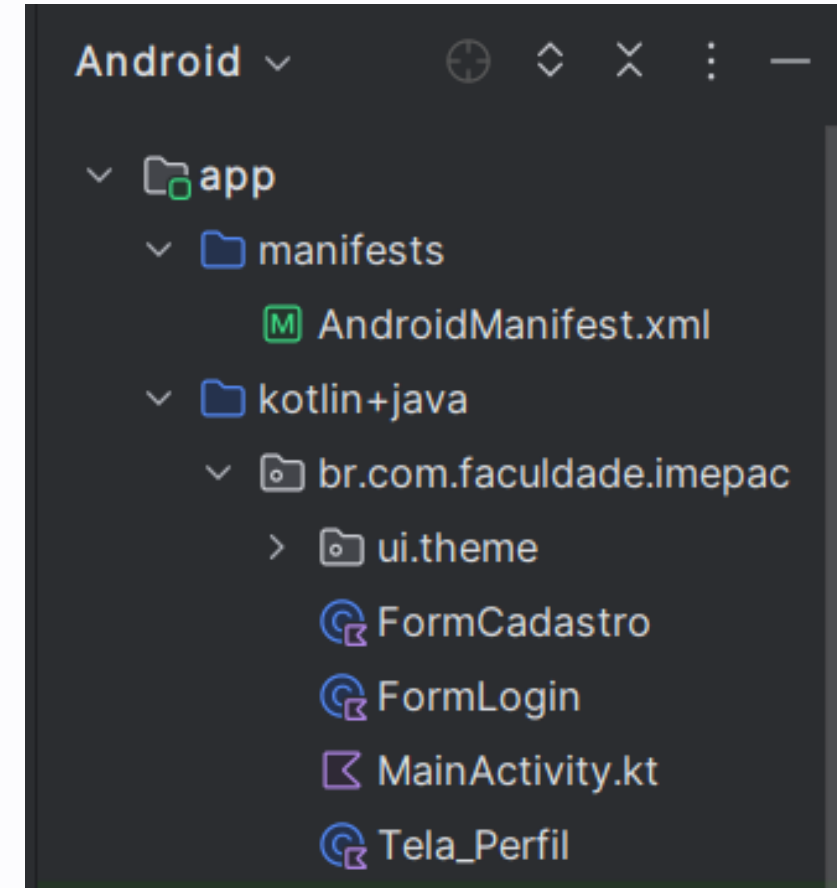 Android
app
manifests
AndroidManifest.xml
kotlin+java
br.com.faculdade.imepac
ui.theme
FormCadastro
FormLogin
MainActivity.kt
Tela_Perfil